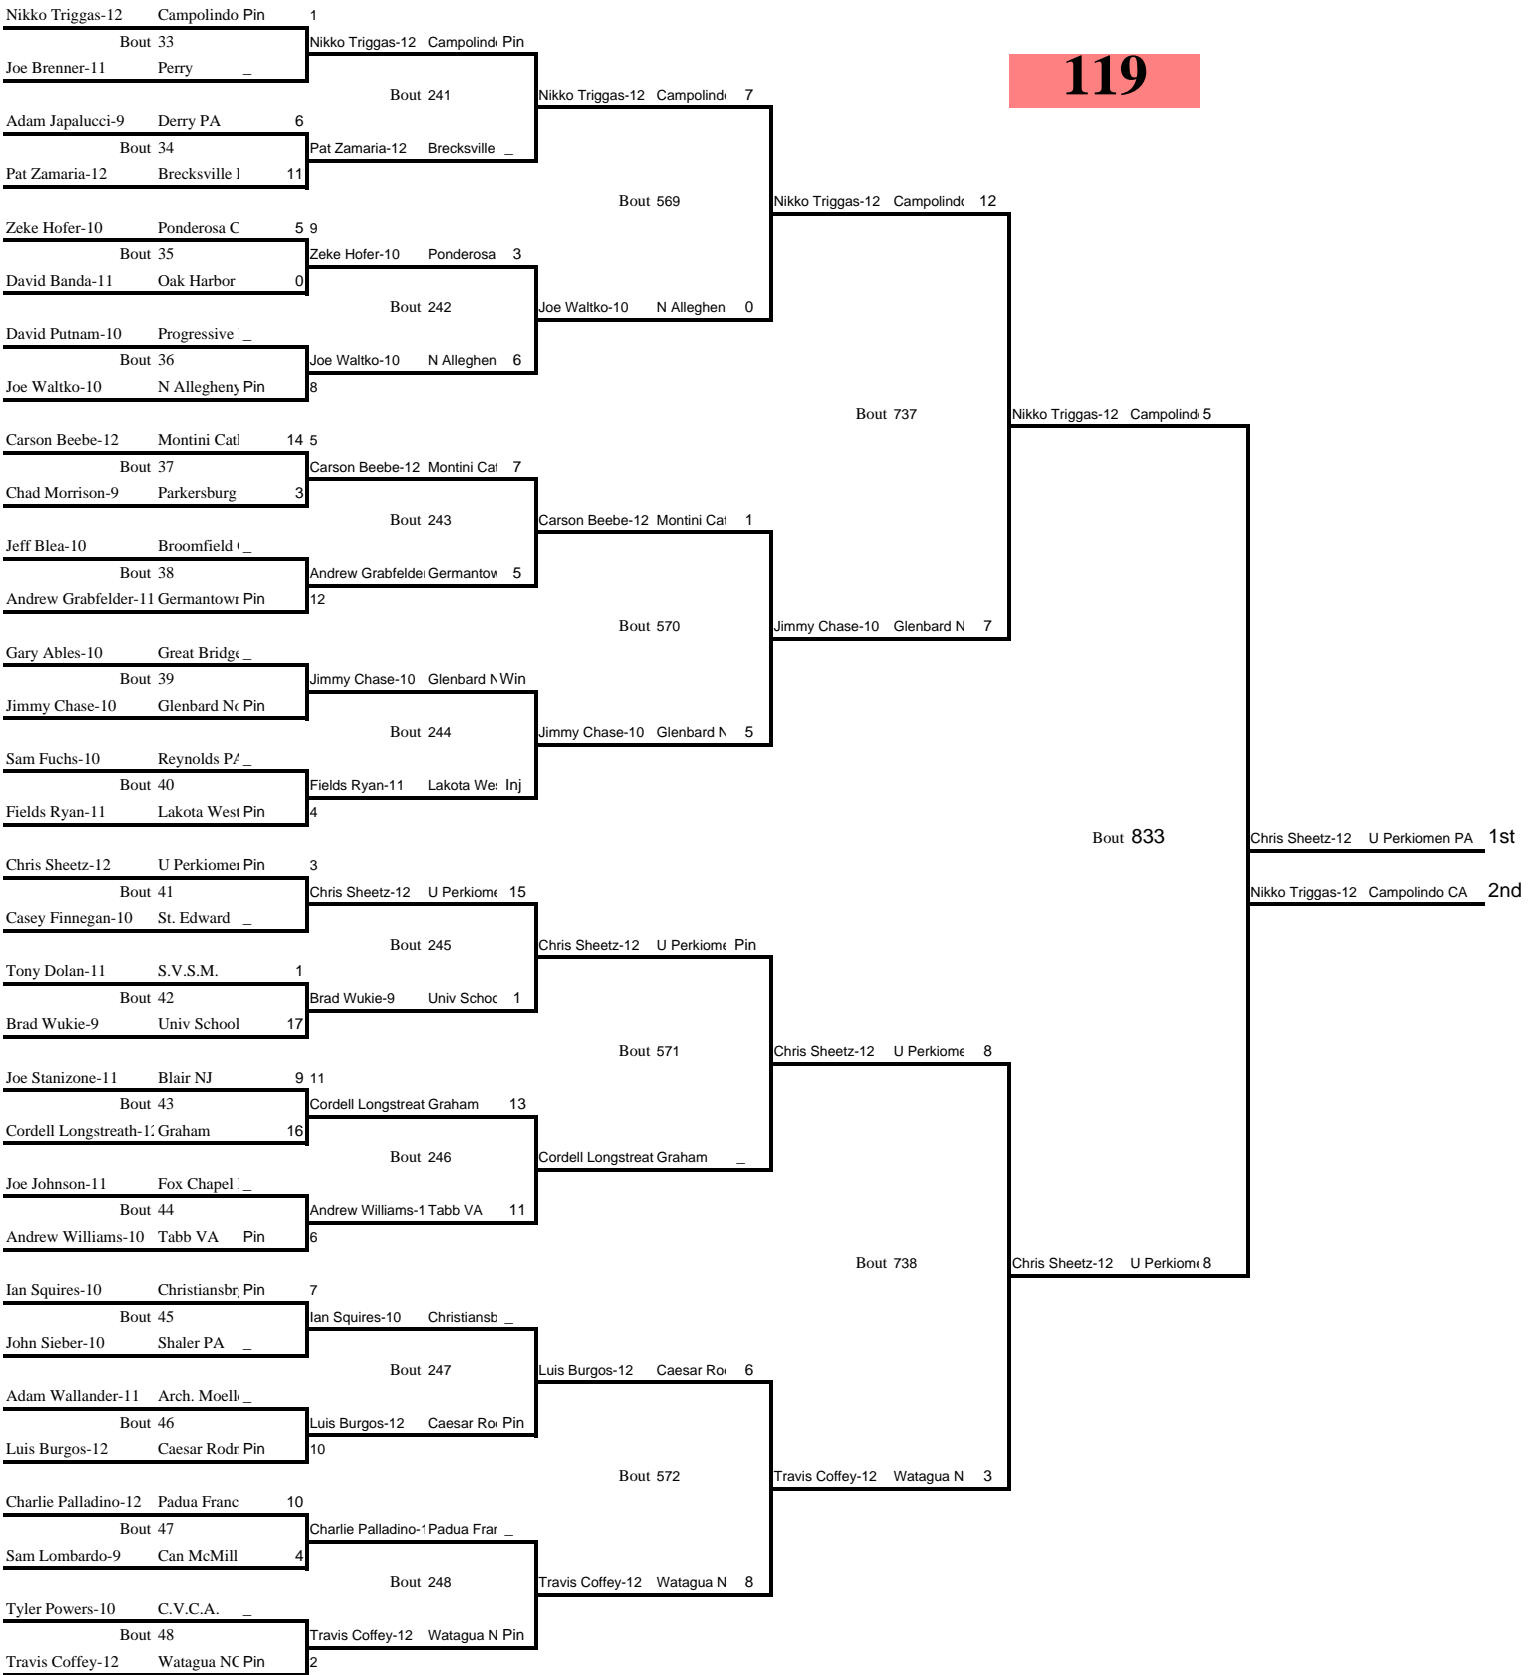 Nikko Triggas-12 Campolindo Pin 1
Bout 33 Nikko Triggas-12 Campolind Pin
Joe Brenner-11 Perry _
119
Bout 241 Nikko Triggas-12 Campolind 7
Adam Japalucci-9 Derry PA 6
Bout 34 Pat Zamaria-12 Brecksville _
Pat Zamaria-12 Brecksville 11
Bout 569 Nikko Triggas-12 Campolind 12
Zeke Hofer-10 Ponderosa C 5 9
Bout 35 Zeke Hofer-10 Ponderosa 3
David Banda-11 Oak Harbor 0
Bout 242 Joe Waltko-10 N Alleghen 0
David Putnam-10 Progressive _
Bout 36 Joe Waltko-10 N Alleghen 6
Joe Waltko-10 N Allegheny Pin 8
Bout 737 Nikko Triggas-12 Campolind 5
Carson Beebe-12 Montini Cat 14 5
Bout 37 Carson Beebe-12 Montini Cat 7
Chad Morrison-9 Parkersburg 3
Bout 243 Carson Beebe-12 Montini Cat 1
Jeff Blea-10 Broomfield _
Bout 38 Andrew Grabfelder Germantow 5
Andrew Grabfelder-11 Germantown Pin 12
Bout 570 Jimmy Chase-10 Glenbard N 7
Gary Ables-10 Great Bridge _
Bout 39 Jimmy Chase-10 Glenbard N Win
Jimmy Chase-10 Glenbard No Pin
Bout 244 Jimmy Chase-10 Glenbard N 5
Sam Fuchs-10 Reynolds PA _
Bout 40 Fields Ryan-11 Lakota Wes Inj
Fields Ryan-11 Lakota West Pin 4
Bout 833 Chris Sheetz-12 U Perkiomen PA 1st
Chris Sheetz-12 U Perkiomen Pin 3
Bout 41 Chris Sheetz-12 U Perkiome 15
Nikko Triggas-12 Campolindo CA 2nd
Casey Finnegan-10 St. Edward _
Bout 245 Chris Sheetz-12 U Perkiome Pin
Tony Dolan-11 S.V.S.M. 1
Bout 42 Brad Wukie-9 Univ Schoo 1
Brad Wukie-9 Univ School 17
Bout 571 Chris Sheetz-12 U Perkiome 8
Joe Stanizone-11 Blair NJ 9 11
Bout 43 Cordell Longstreat Graham 13
Cordell Longstreath-12 Graham 16
Bout 246 Cordell Longstreat Graham _
Joe Johnson-11 Fox Chapel _
Bout 44 Andrew Williams-1 Tabb VA 11
Andrew Williams-10 Tabb VA Pin 6
Bout 738 Chris Sheetz-12 U Perkiome 8
Ian Squires-10 Christiansbr Pin 7
Bout 45 Ian Squires-10 Christiansb _
John Sieber-10 Shaler PA _
Bout 247 Luis Burgos-12 Caesar Ro 6
Adam Wallander-11 Arch. Moell _
Bout 46 Luis Burgos-12 Caesar Ro Pin
Luis Burgos-12 Caesar Rodr Pin 10
Bout 572 Travis Coffey-12 Watagua N 3
Charlie Palladino-12 Padua Franc 10
Bout 47 Charlie Palladino-1 Padua Fran _
Sam Lombardo-9 Can McMill 4
Bout 248 Travis Coffey-12 Watagua N 8
Tyler Powers-10 C.V.C.A. _
Bout 48 Travis Coffey-12 Watagua N Pin
Travis Coffey-12 Watagua NC Pin 2